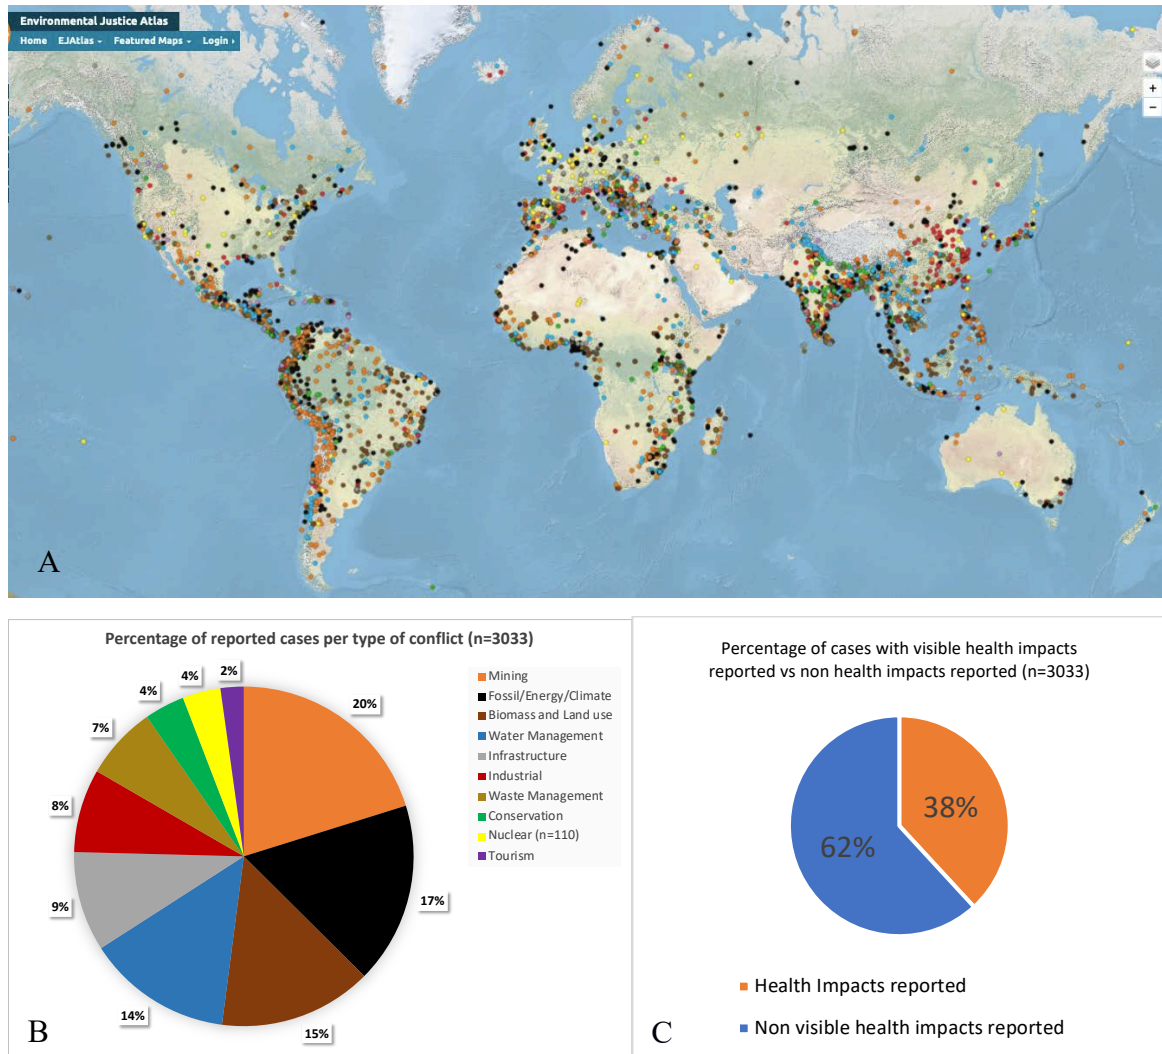 Environmental Justice Atlas
Home EJAtlas Featured Maps Login ›
+
−
A
Percentage of reported cases per type of conflict (n=3033)
2%
4%
4%
7%
8%
9%
14%
15%
17%
20%
Mining
Fossil/Energy/Climate
Biomass and Land use
Water Management
Infrastructure
Industrial
Waste Management
Conservation
Nuclear (n=110)
Tourism
B
Percentage of cases with visible health impacts
reported vs non health impacts reported (n=3033)
38%
62%
Health Impacts reported
Non visible health impacts reported
C